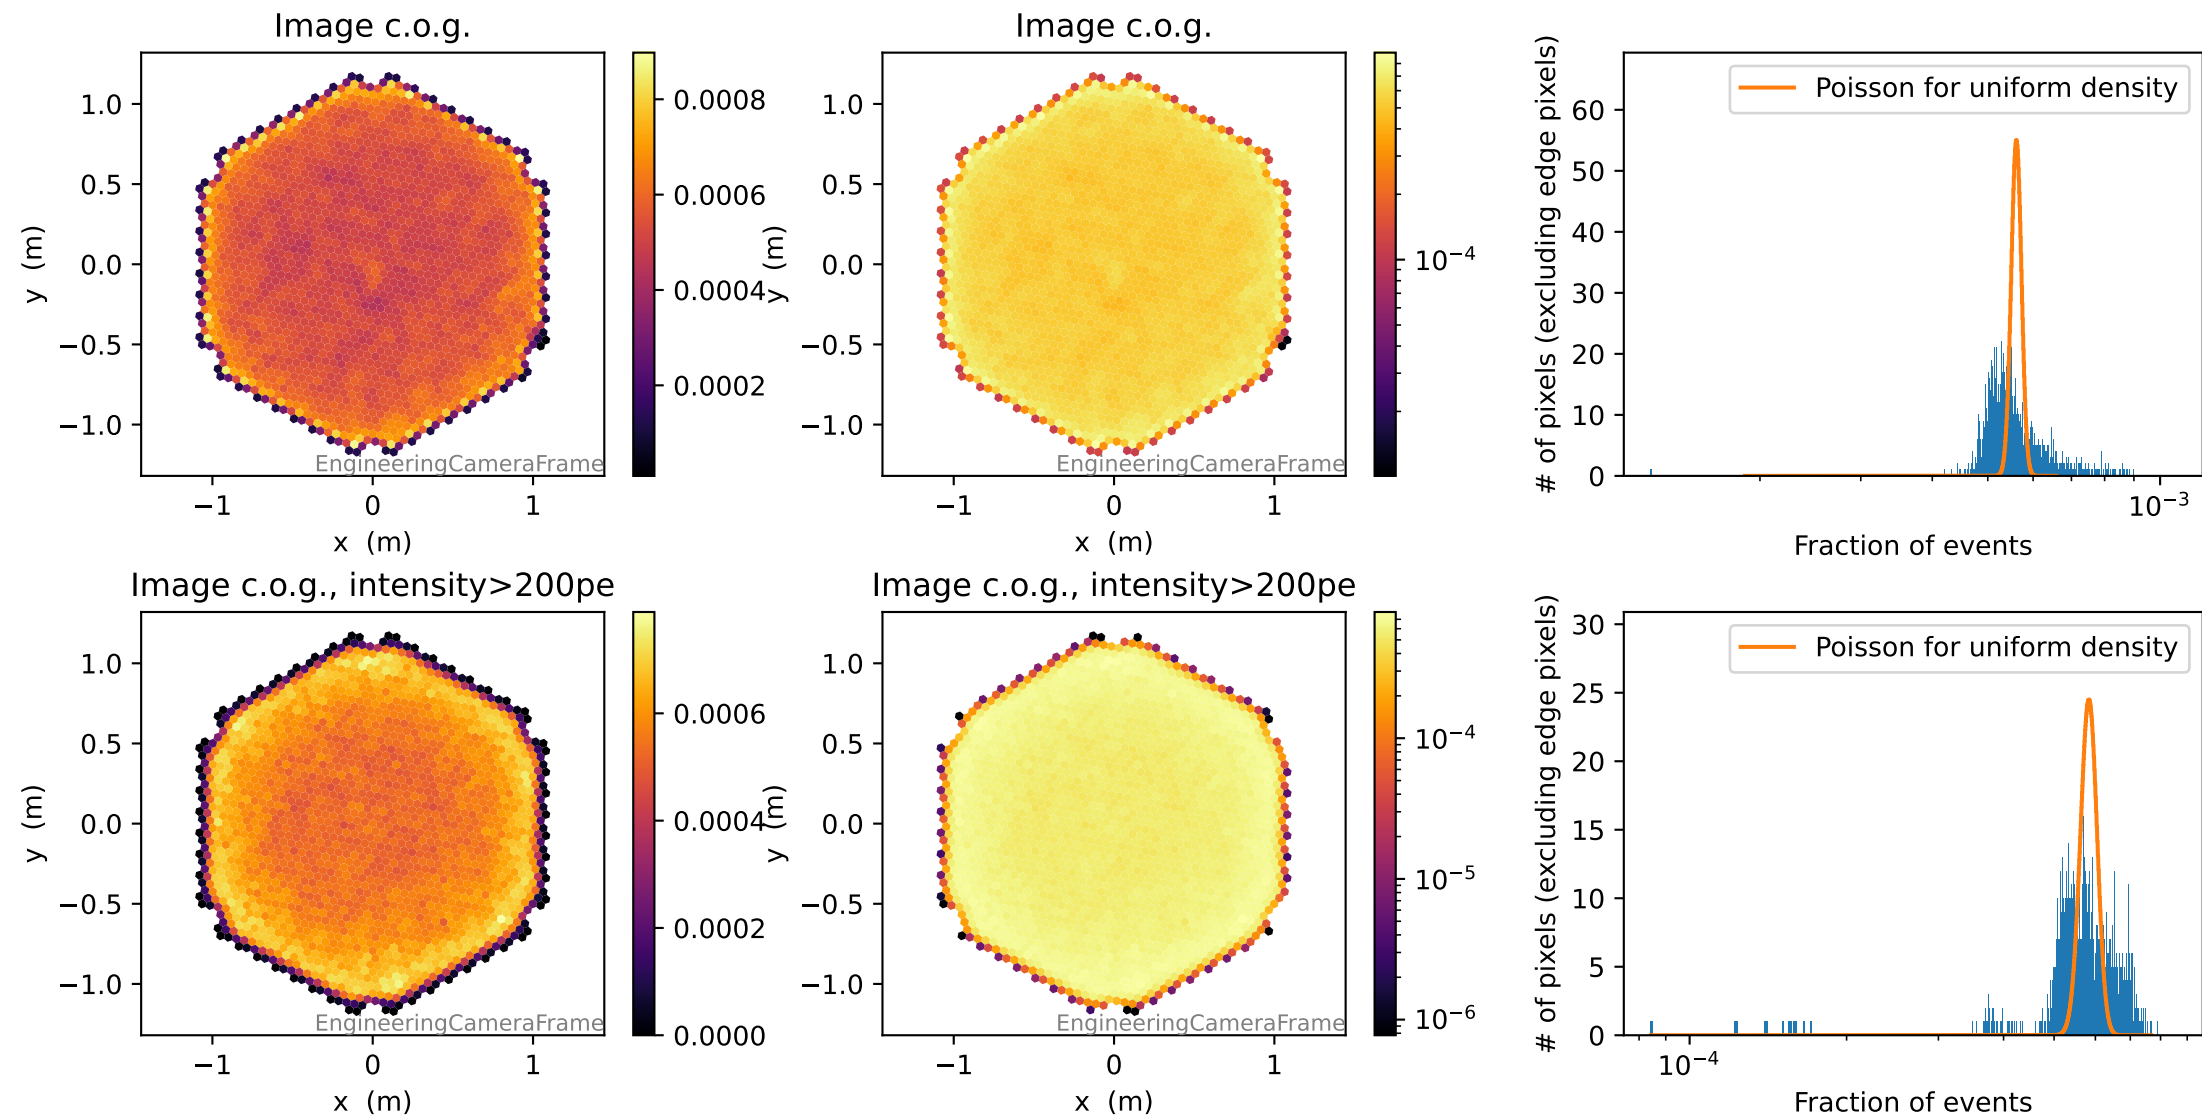 Image c.o.g.
1.0
0.5
0.0
−0.5
−1.0
y (m)
−1
0
1
x (m)
EngineeringCameraFrame
0.0008
0.0006
0.0004
0.0002
Image c.o.g.
1.0
0.5
0.0
−0.5
−1.0
y (m)
−1
0
1
x (m)
EngineeringCameraFrame
10⁻⁴
# of pixels (excluding edge pixels)
60
50
40
30
20
10
0
Poisson for uniform density
10⁻³
Fraction of events
Image c.o.g., intensity>200pe
1.0
0.5
0.0
−0.5
−1.0
y (m)
−1
0
1
x (m)
EngineeringCameraFrame
0.0006
0.0004
0.0002
0.0000
Image c.o.g., intensity>200pe
1.0
0.5
0.0
−0.5
−1.0
y (m)
−1
0
1
x (m)
EngineeringCameraFrame
10⁻⁴
10⁻⁵
10⁻⁶
# of pixels (excluding edge pixels)
30
25
20
15
10
5
0
Poisson for uniform density
10⁻⁴
Fraction of events